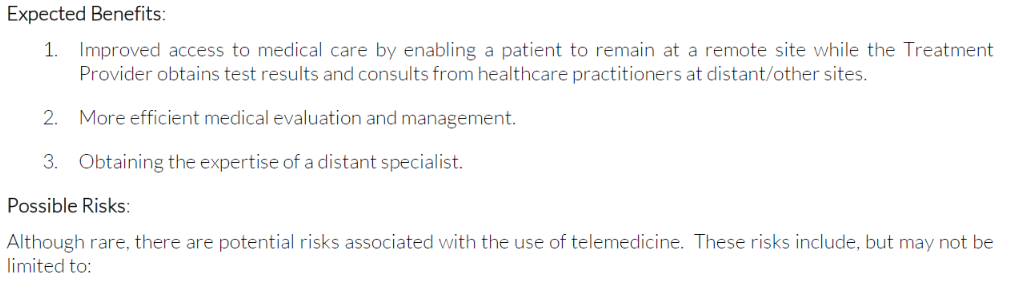 Expected Benefits:
1. Improved access to medical care by enabling a patient to remain at a remote site while the Treatment
Provider obtains test results and consults from healthcare practitioners at distant/other sites.
2. More efficient medical evaluation and management.
3. Obtaining the expertise of a distant specialist.
Possible Risks:
Although rare, there are potential risks associated with the use of telemedicine. These risks include, but may not be
limited to: